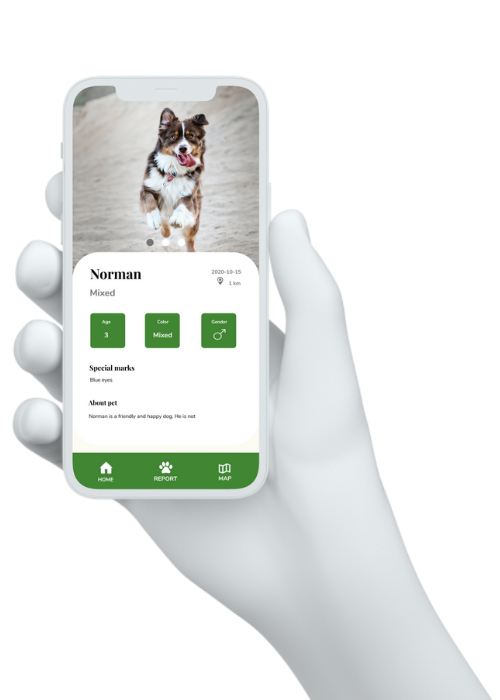 Norman
2020-10-15
Mixed
1 km
Age
Color
Gender
3
Mixed
Special marks
Blue eyes
About pet
Norman is a friendly and happy dog. He is not
HOME
REPORT
MAP